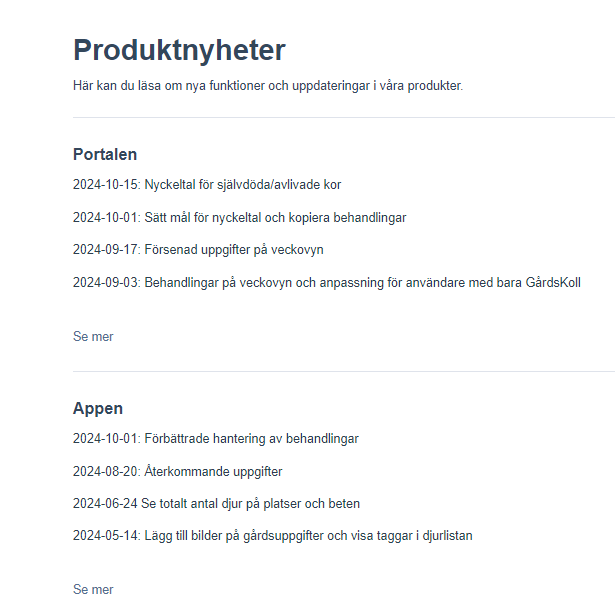 Produktnyheter
Här kan du läsa om nya funktioner och uppdateringar i våra produkter.
Portalen
2024-10-15: Nyckeltal för självdöda/avlivade kor
2024-10-01: Sätt mål för nyckeltal och kopiera behandlingar
2024-09-17: Försenad uppgifter på veckovyn
2024-09-03: Behandlingar på veckovyn och anpassning för användare med bara GårdsKoll
Se mer
Appen
2024-10-01: Förbättrade hantering av behandlingar
2024-08-20: Återkommande uppgifter
2024-06-24 Se totalt antal djur på platser och beten
2024-05-14: Lägg till bilder på gårdsuppgifter och visa taggar i djurlistan
Se mer